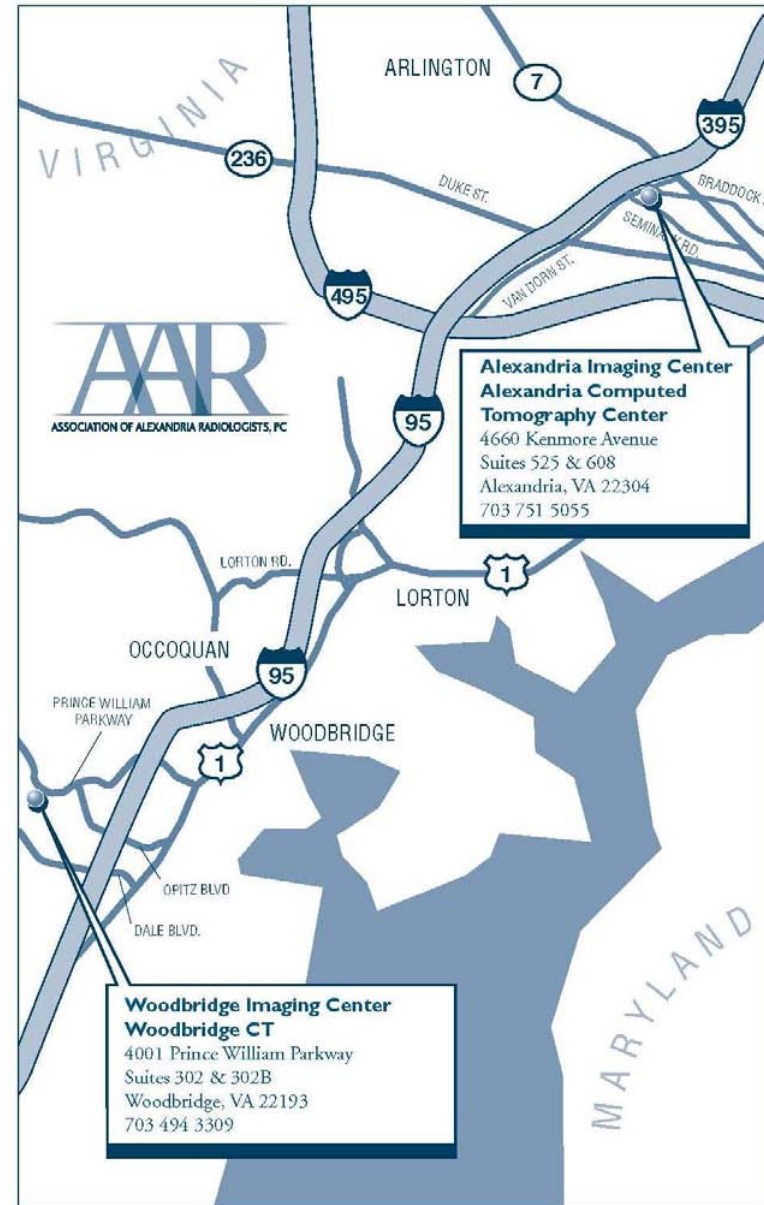 VIRGINIA
ARLINGTON
7
395
236
DUKE ST.
BRADDOCK
SEMINARY RD.
VAN DORN ST.
495
AAR
ASSOCIATION OF ALEXANDRIA RADIOLOGISTS, PC
95
Alexandria Imaging Center
Alexandria Computed
Tomography Center
4660 Kenmore Avenue
Suites 525 & 608
Alexandria, VA 22304
703 751 5055
LORTON RD.
1
LORTON
OCCOQUAN
95
PRINCE WILLIAM
PARKWAY
WOODBRIDGE
1
OPITZ BLVD
DALE BLVD.
MARYLAND
Woodbridge Imaging Center
Woodbridge CT
4001 Prince William Parkway
Suites 302 & 302B
Woodbridge, VA 22193
703 494 3309